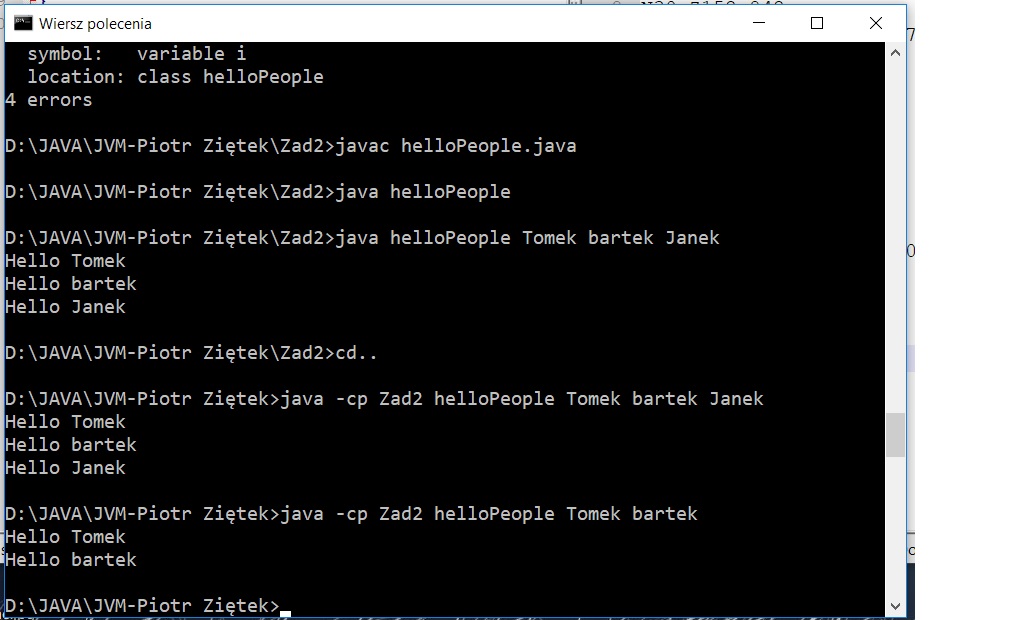 Wiersz polecenia
symbol:   variable i
location: class helloPeople
4 errors
D:\JAVA\JVM-Piotr Ziętek\Zad2>javac helloPeople.java
D:\JAVA\JVM-Piotr Ziętek\Zad2>java helloPeople
D:\JAVA\JVM-Piotr Ziętek\Zad2>java helloPeople Tomek bartek Janek
Hello Tomek
Hello bartek
Hello Janek
D:\JAVA\JVM-Piotr Ziętek\Zad2>cd..
D:\JAVA\JVM-Piotr Ziętek>java -cp Zad2 helloPeople Tomek bartek Janek
Hello Tomek
Hello bartek
Hello Janek
D:\JAVA\JVM-Piotr Ziętek>java -cp Zad2 helloPeople Tomek bartek
Hello Tomek
Hello bartek
D:\JAVA\JVM-Piotr Ziętek>